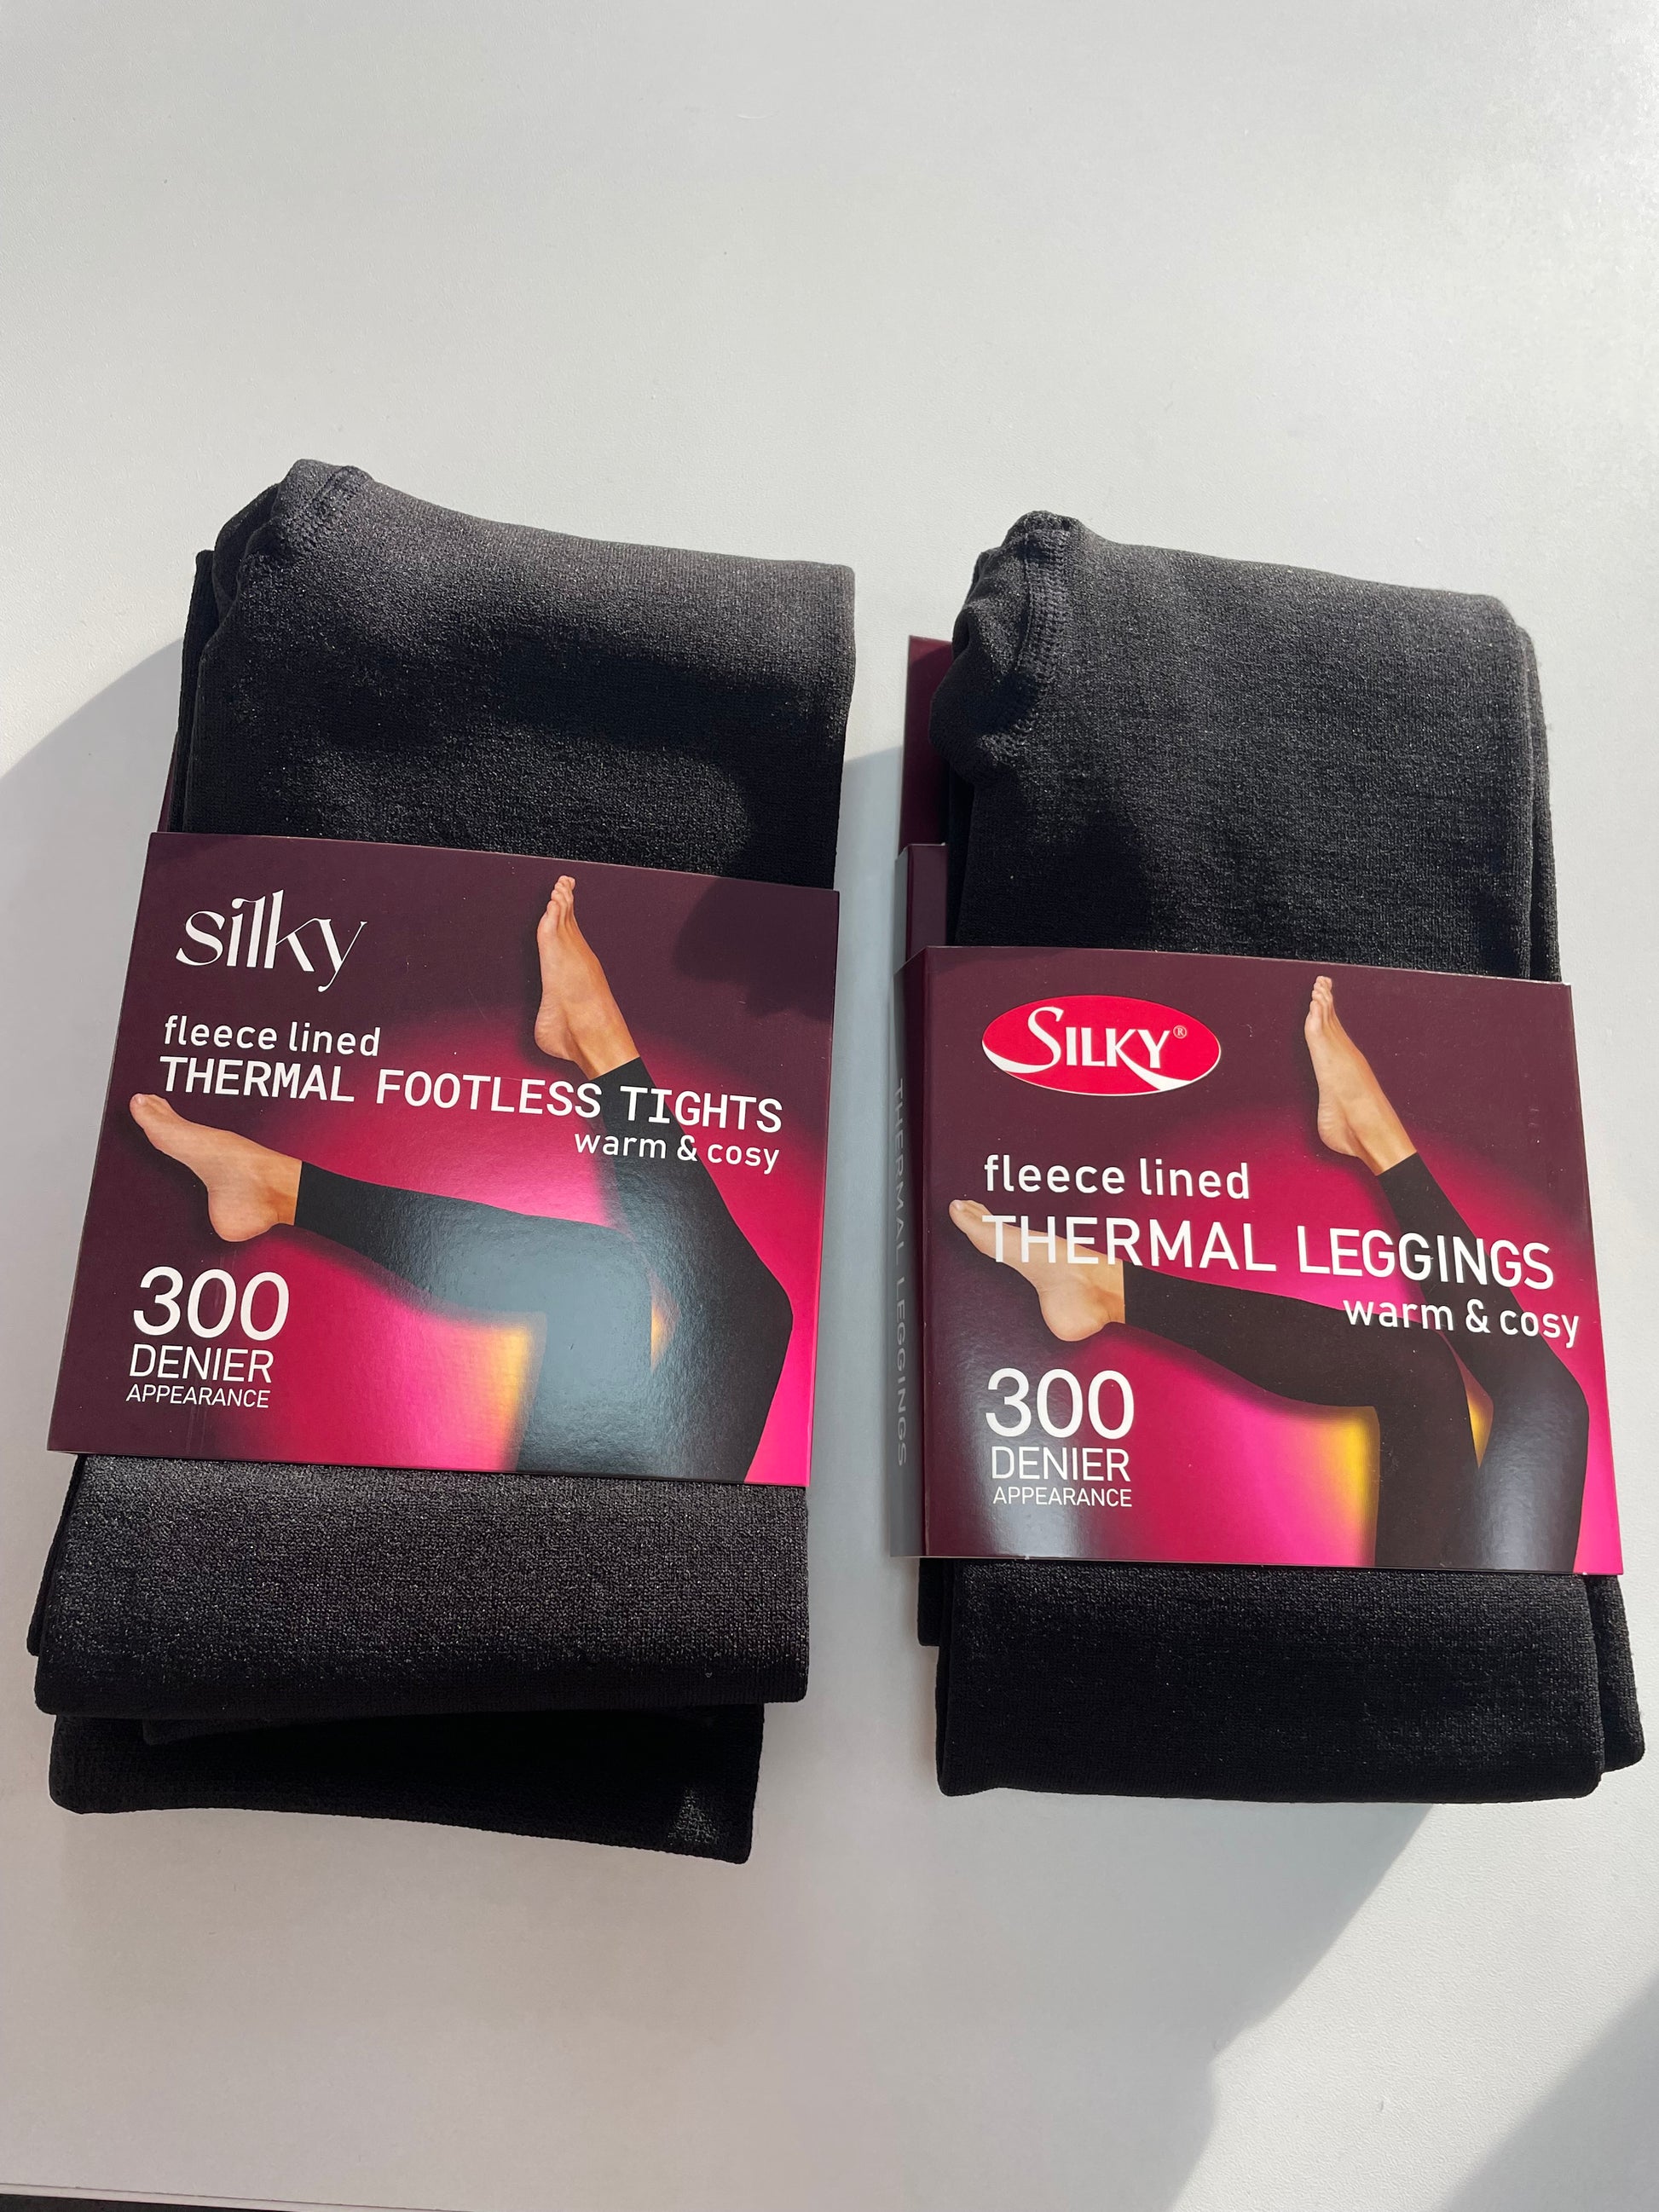 silky
fleece lined
THERMAL FOOTLESS TIGHTS
warm & cosy
300
DENIER
APPEARANCE
SILKY®
fleece lined
THERMAL LEGGINGS
warm & cosy
300
DENIER
APPEARANCE
THERMAL LEGGINGS